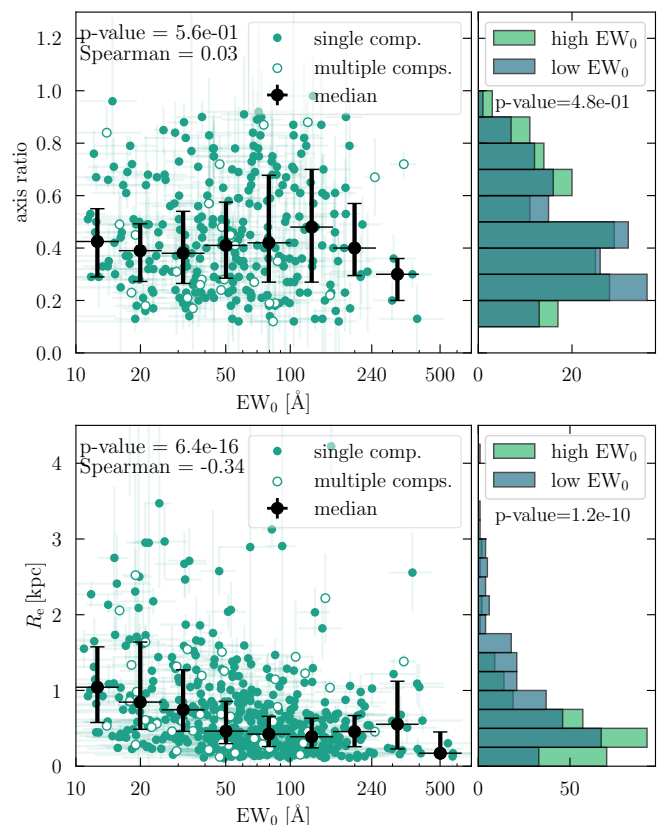 p-value = 5.6e-01
Spearman = 0.03
single comp.
multiple comps.
median
high EW₀
low EW₀
p-value=4.8e-01
axis ratio
1.2
1.0
0.8
0.6
0.4
0.2
0.0
10 20 50 100 240 500
EW₀ [Å]
0 20
p-value = 6.4e-16
Spearman = -0.34
single comp.
multiple comps.
median
high EW₀
low EW₀
p-value=1.2e-10
Rₑ [kpc]
4
3
2
1
0
10 20 50 100 240 500
EW₀ [Å]
0 50